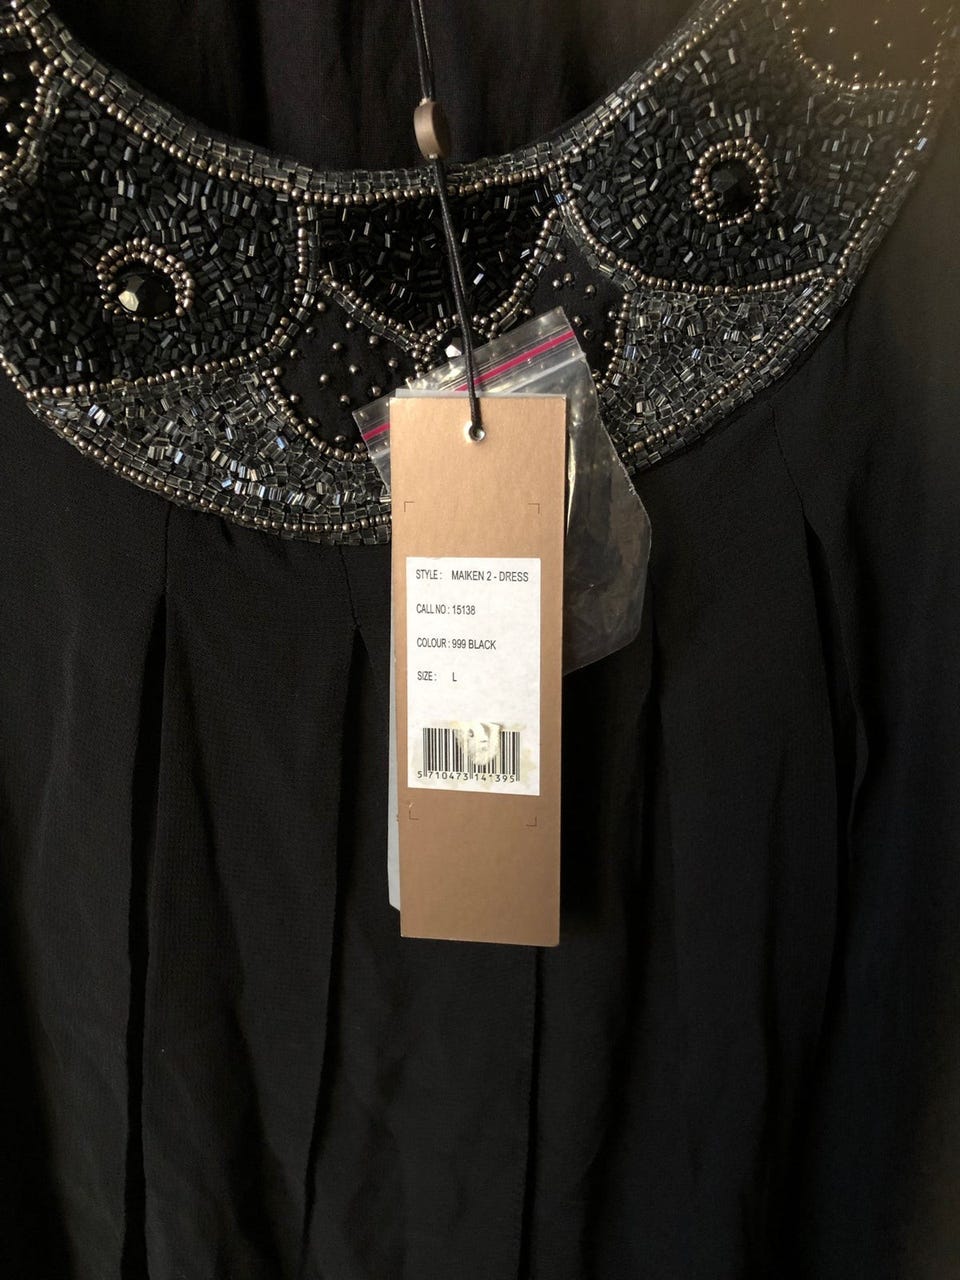 STYLE : MAIKEN 2 - DRESS
CALL NO : 15138
COLOUR : 999 BLACK
SIZE : L
5 710473 141395